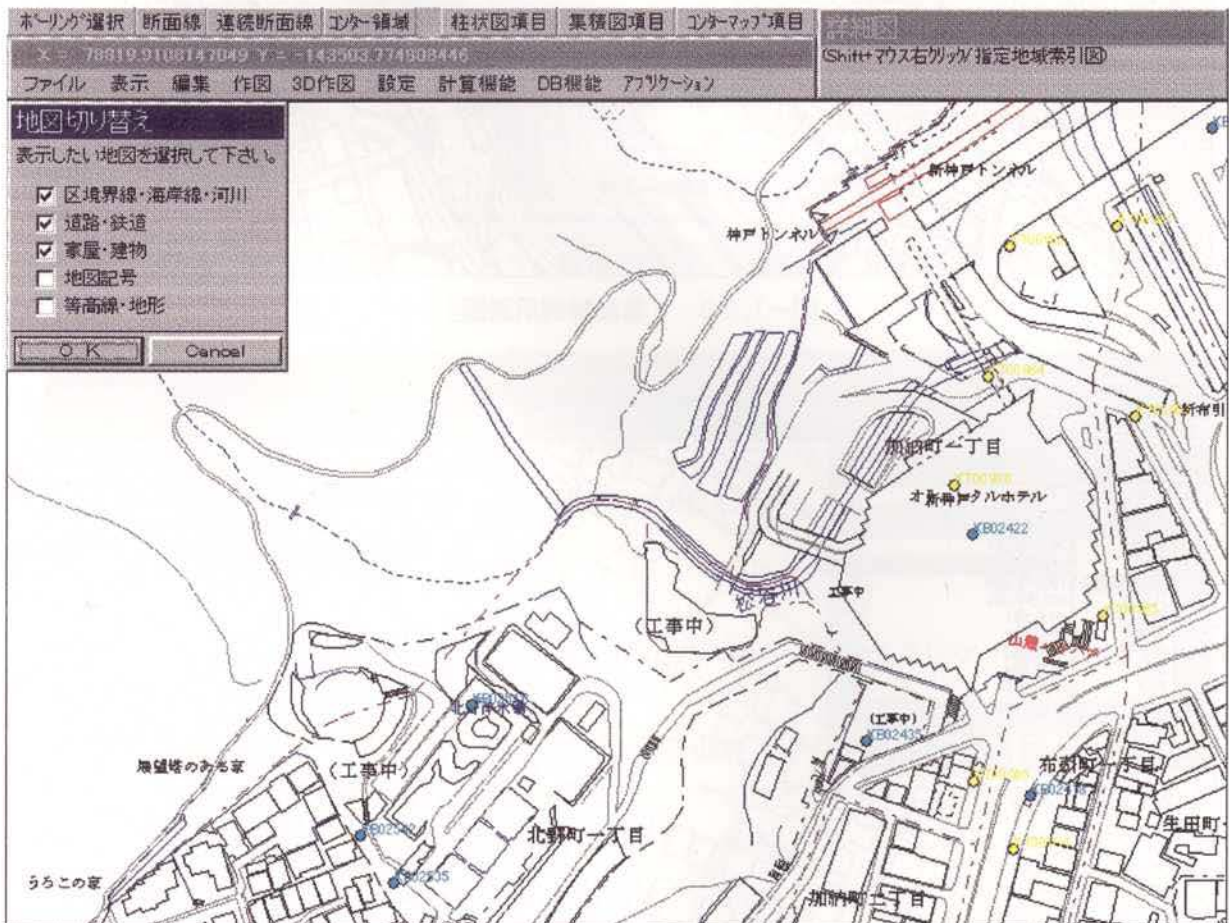 ボーリング選択 断面線 連続断面線 コンター領域 柱状図項目 集積図項目 コンターマップ項目
詳細図
(Shift+マウス右クリック/指定地域索引図)
ファイル 表示 編集 作図 3D作図 設定 計算機能 DB機能 アプリケーション
地図切り替え
表示したい地図を選択して下さい。
区境界線・海岸線・河川
道路・鉄道
家屋・建物
地図記号
等高線・地形
OK Cancel
新神戸トンネル
神戸トンネル
加納町一丁目
KB02422
工事中
(工事中)
(工事中)
KB02435
展望塔のある家
(工事中)
布引町一丁目
北野町一丁目
生田町
うろこの家
加納町二丁目